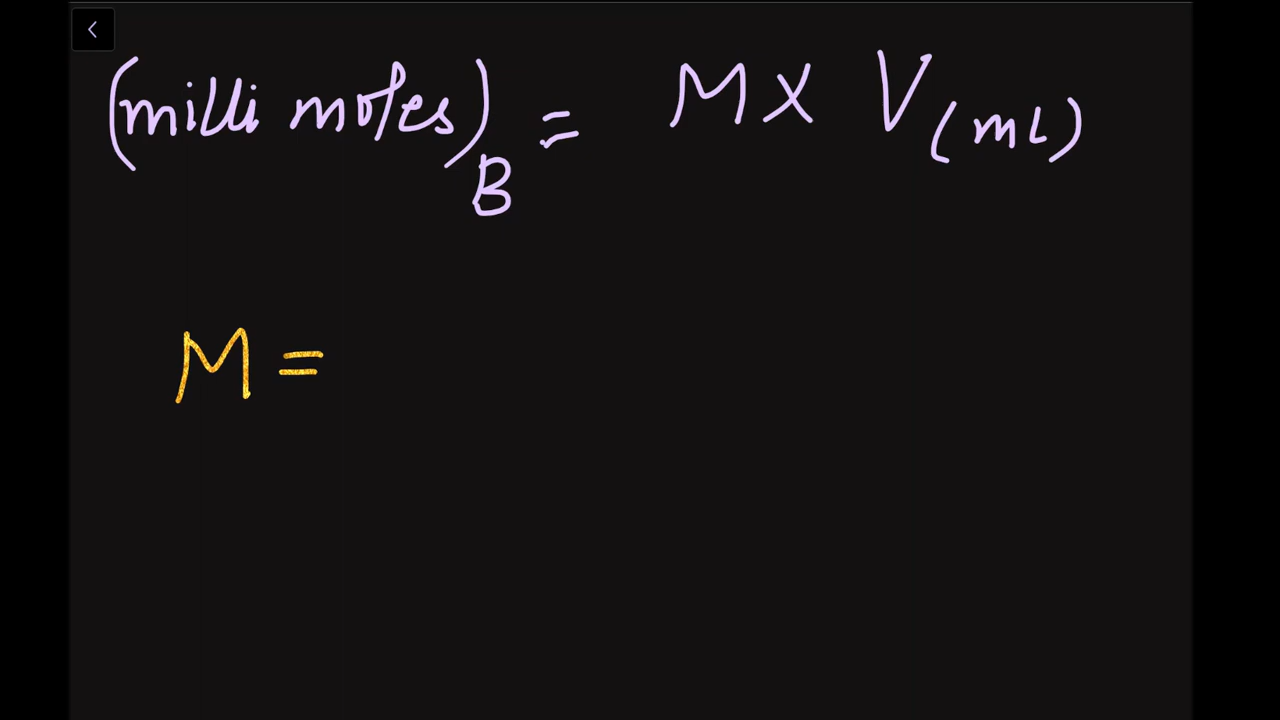 (milli moles)B = M X V(mL)
M =